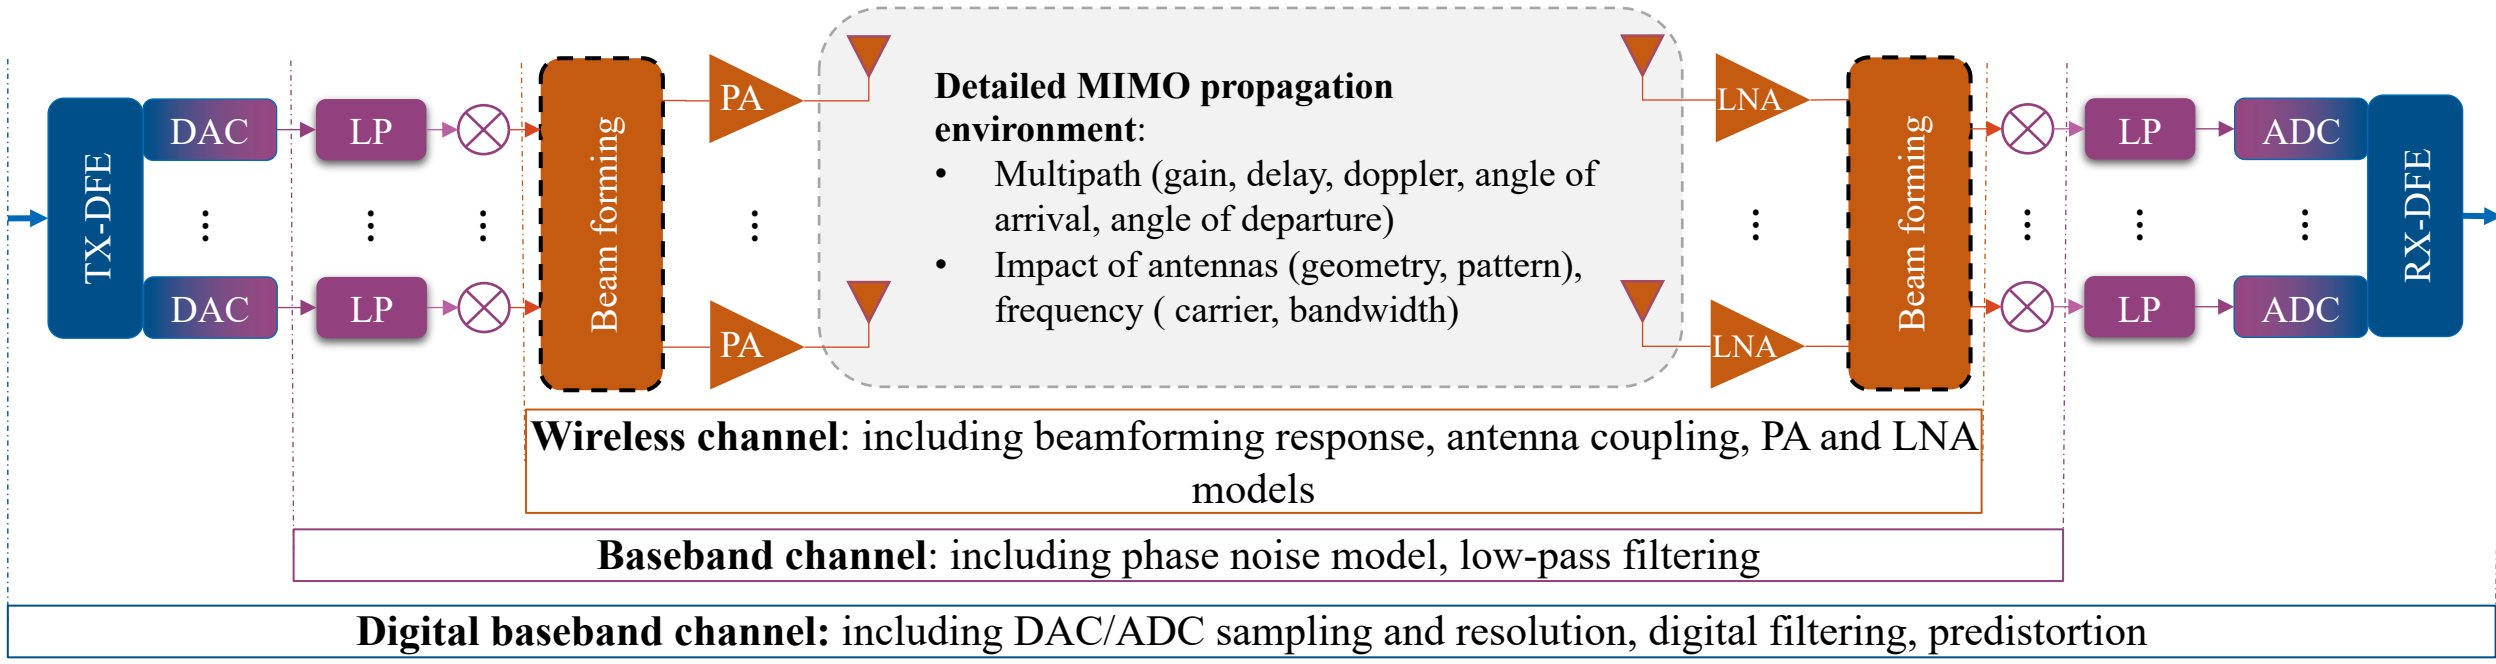 TX-DFE
DAC
DAC
LP
LP
Beam forming
PA
PA
Detailed MIMO propagation
environment:
• Multipath (gain, delay, doppler, angle of
arrival, angle of departure)
• Impact of antennas (geometry, pattern),
frequency ( carrier, bandwidth)
LNA
LNA
Beam forming
LP
LP
ADC
ADC
RX-DFE
Wireless channel: including beamforming response, antenna coupling, PA and LNA
models
Baseband channel: including phase noise model, low-pass filtering
Digital baseband channel: including DAC/ADC sampling and resolution, digital filtering, predistortion